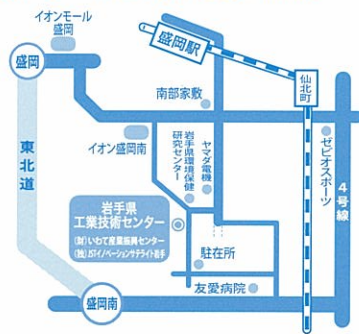 イオンモール
盛岡
盛岡
盛岡駅
仙北町
南部家敷
イオン盛岡南
岩手県環境保健
研究センター
ヤマダ電機
ゼビオスポーツ
東北道
4号線
岩手県
工業技術センター
(財)いわて産業振興センター
(独)JSTイノベーションサテライト岩手
駐在所
友愛病院
盛岡南